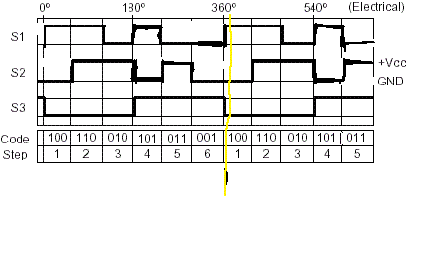 0° 130° 360° 540° (Electrical)
S1
S2 +Vcc
GND
S3
Code 100 110 010 101 011 001 100 110 010 101 011
Step 1 2 3 4 5 6 1 2 3 4 5